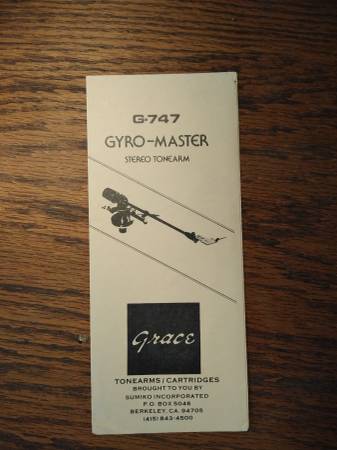 G-747
GYRO-MASTER
STEREO TONEARM
Grace
TONEARMS/CARTRIDGES
BROUGHT TO YOU BY
SUMIKO INCORPORATED
P.O. BOX 5046
BERKELEY, CA. 94705
(415) 843-4500